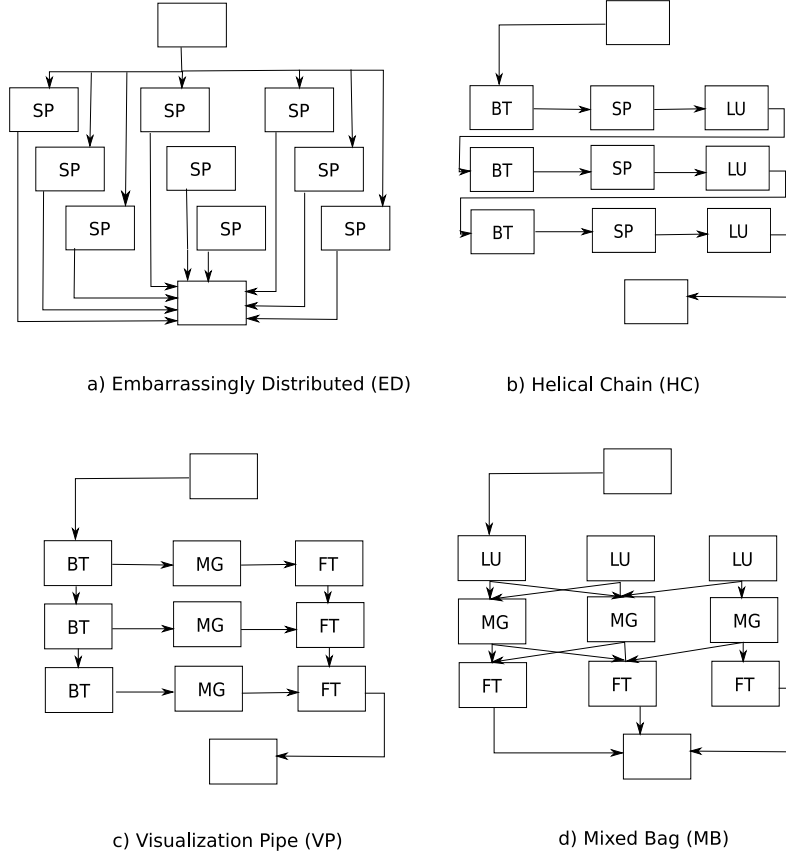 SP SP SP
SP SP SP
SP SP SP
a) Embarrassingly Distributed (ED)
BT SP LU
BT SP LU
BT SP LU
b) Helical Chain (HC)
BT MG FT
BT MG FT
BT MG FT
c) Visualization Pipe (VP)
LU LU LU
MG MG MG
FT FT FT
d) Mixed Bag (MB)